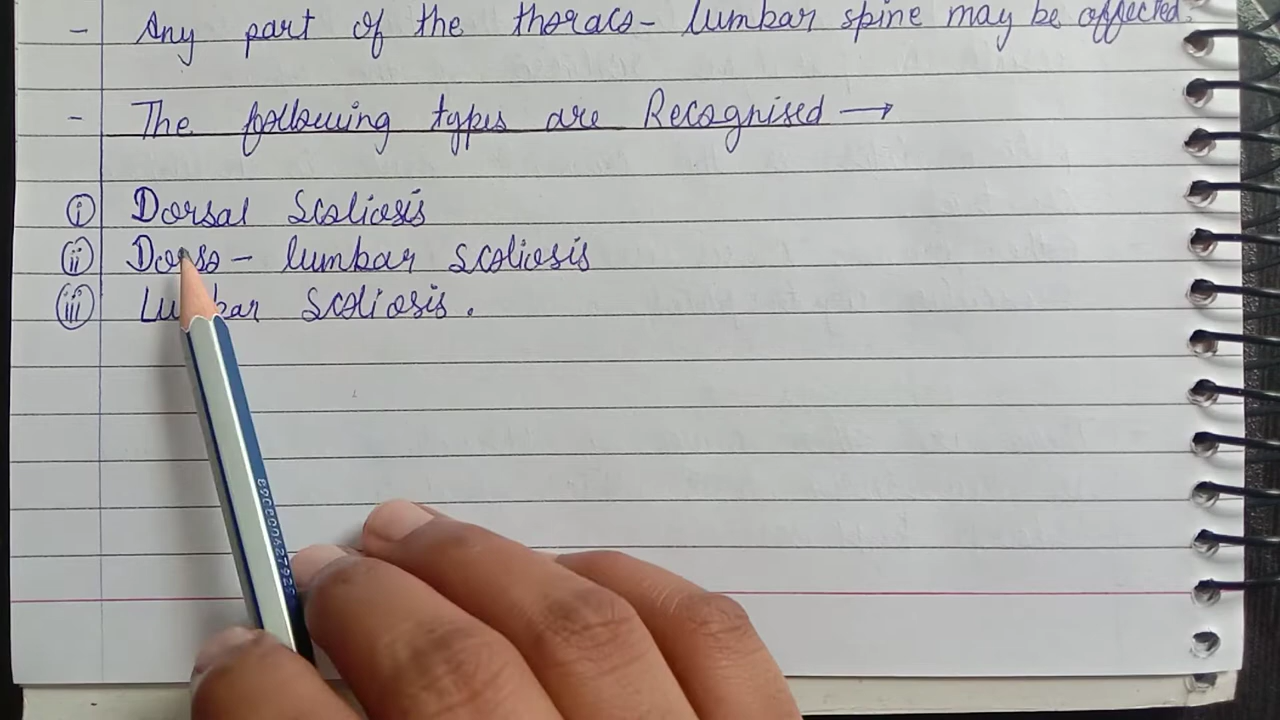 - Any part of the thoraco- lumbar spine may be affected.
- The following types are Recognised →
(i) Dorsal Scoliosis
(ii) Dorso - lumbar scoliosis
(iii) Lumbar Scoliosis.